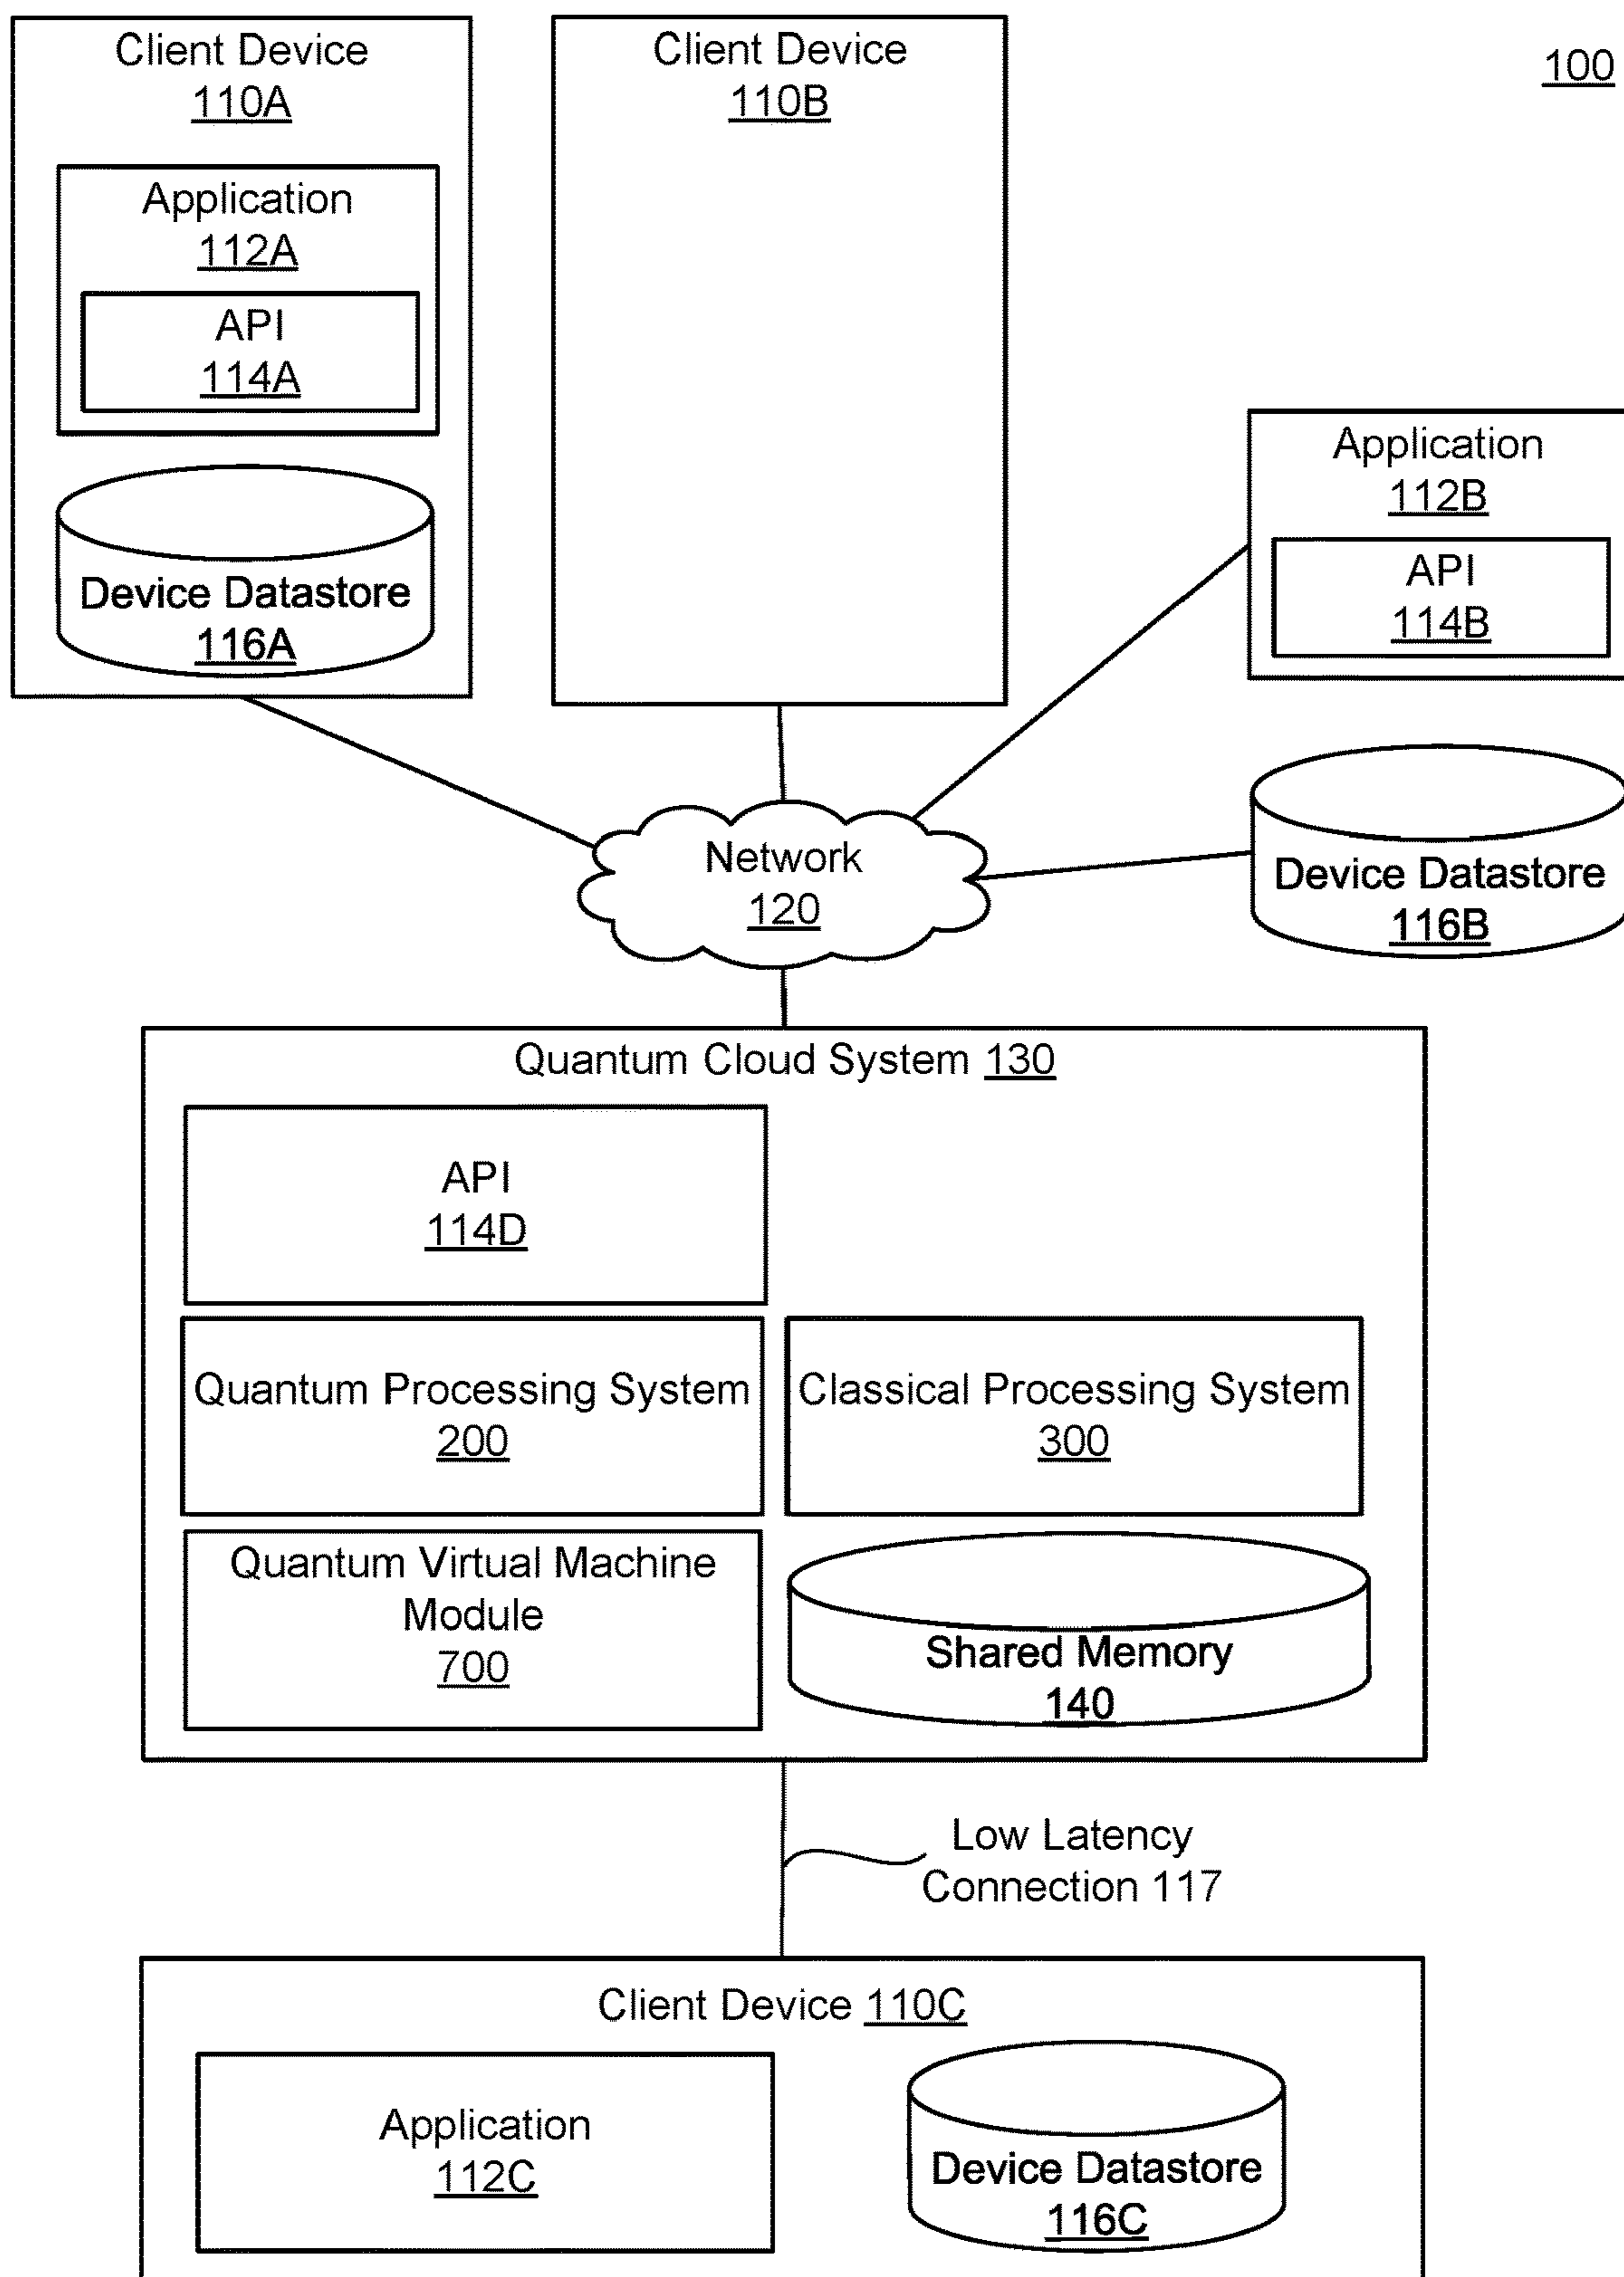 100
Client Device
110A
Application
112A
API
114A
Device Datastore
116A
Client Device
110B
Application
112B
API
114B
Device Datastore
116B
Network
120
Quantum Cloud System 130
API
114D
Quantum Processing System
200
Classical Processing System
300
Quantum Virtual Machine
Module
700
Shared Memory
140
Low Latency
Connection 117
Client Device 110C
Application
112C
Device Datastore
116C